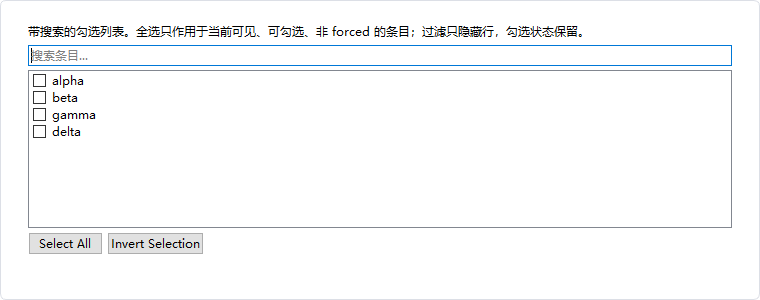 带搜索的勾选列表。全选只作用于当前可见、可勾选、非 forced 的条目；过滤只隐藏行，勾选状态保留。
搜索条目...
alpha
beta
gamma
delta
Select All Invert Selection